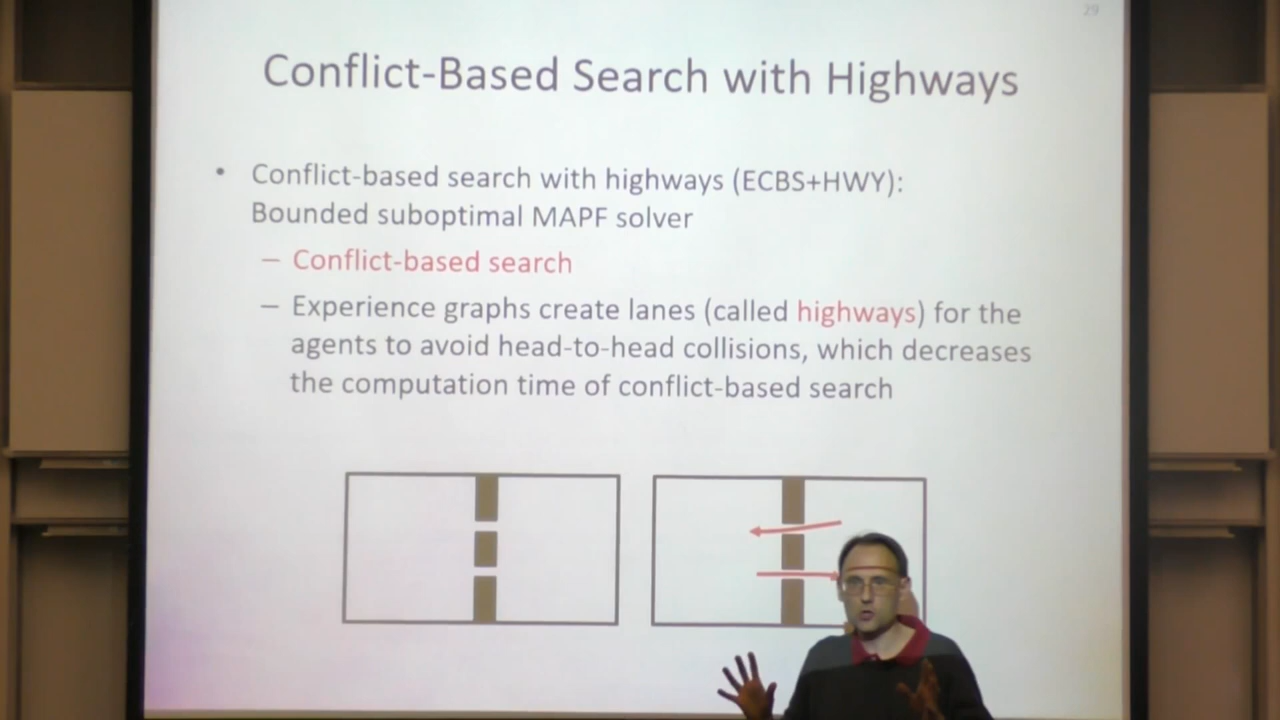 29
Conflict-Based Search with Highways
• Conflict-based search with highways (ECBS+HWY):
Bounded suboptimal MAPF solver
– Conflict-based search
– Experience graphs create lanes (called highways) for the
agents to avoid head-to-head collisions, which decreases
the computation time of conflict-based search